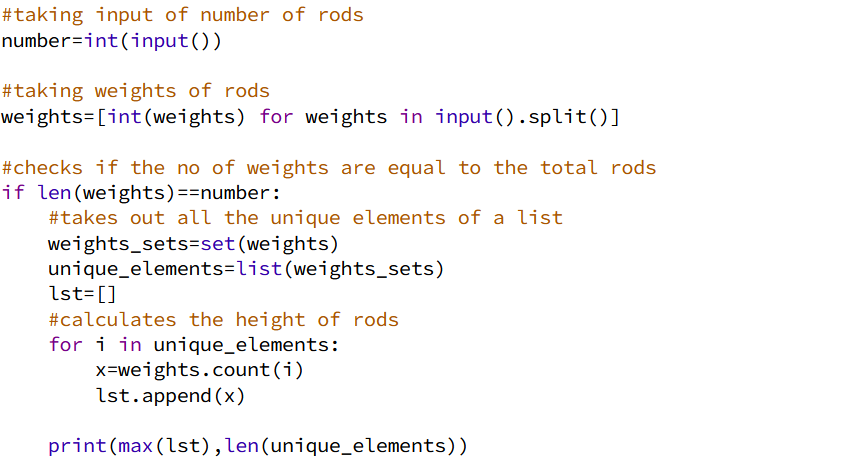 #taking input of number of rods
number=int(input())
#taking weights of rods
weights=[int(weights) for weights in input().split()]
#checks if the no of weights are equal to the total rods
if len(weights)==number:
    #takes out all the unique elements of a list
    weights_sets=set(weights)
    unique_elements=list(weights_sets)
    lst=[]
    #calculates the height of rods
    for i in unique_elements:
        x=weights.count(i)
        lst.append(x)
    print(max(lst),len(unique_elements))